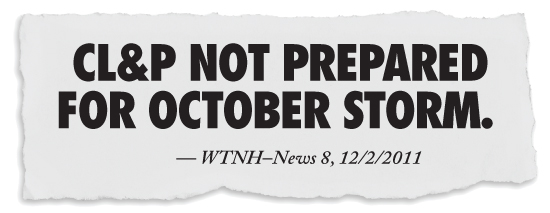 CL&P NOT PREPARED
FOR OCTOBER STORM.
— WTNH–News 8, 12/2/2011